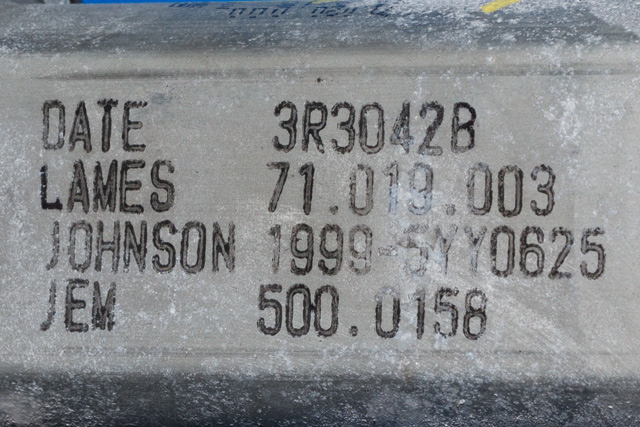 DATE 3R3042B
LAMES 71.019.003
JOHNSON 1999-5YY0625
JEM 500.0158